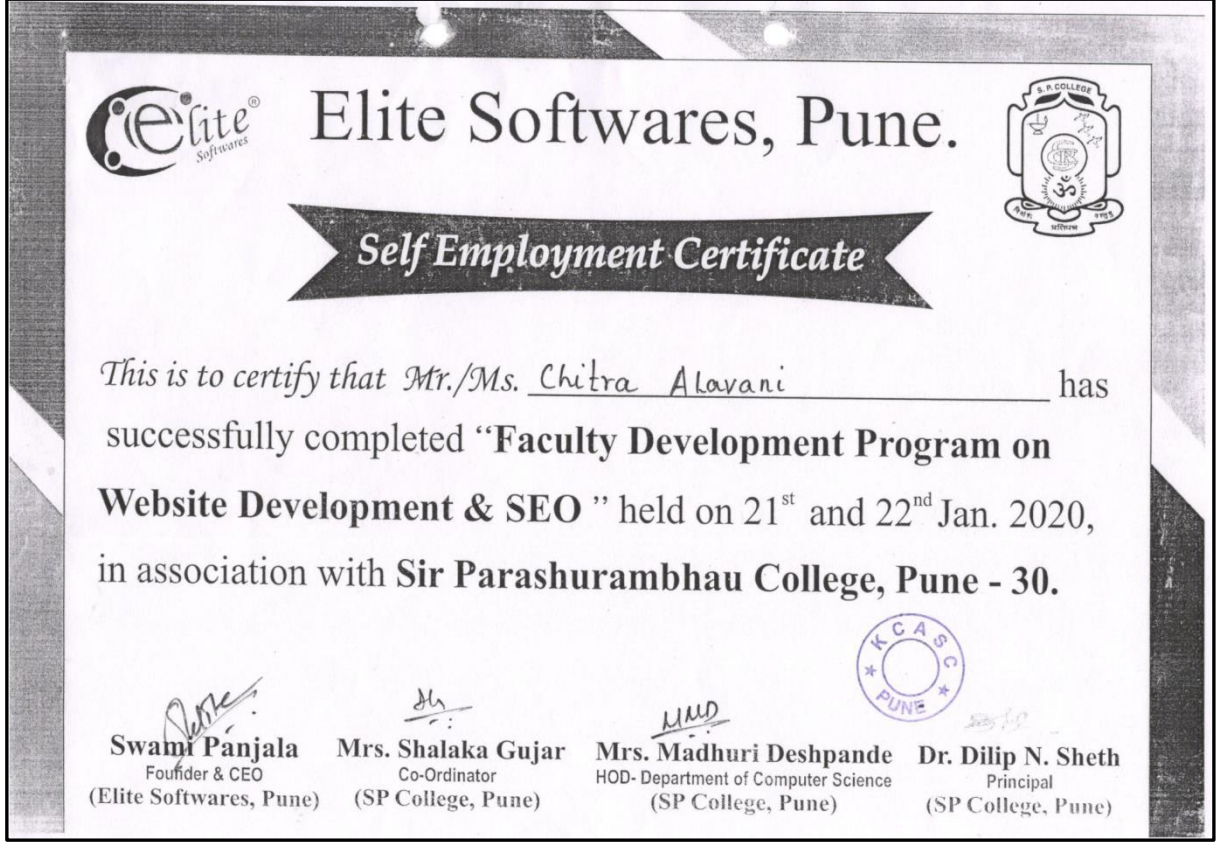 elite®
Softwares
Elite Softwares, Pune.
S. P. COLLEGE
ॐ
Self Employment Certificate
This is to certify that Mr./Ms. Chitra Alavani has
successfully completed “Faculty Development Program on
Website Development & SEO ” held on 21st and 22nd Jan. 2020,
in association with Sir Parashurambhau College, Pune - 30.
★ KCASC ★
PUNE
Swami Panjala
Founder & CEO
(Elite Softwares, Pune)
Mrs. Shalaka Gujar
Co-Ordinator
(SP College, Pune)
MMD
Mrs. Madhuri Deshpande
HOD- Department of Computer Science
(SP College, Pune)
Dr. Dilip N. Sheth
Principal
(SP College, Pune)